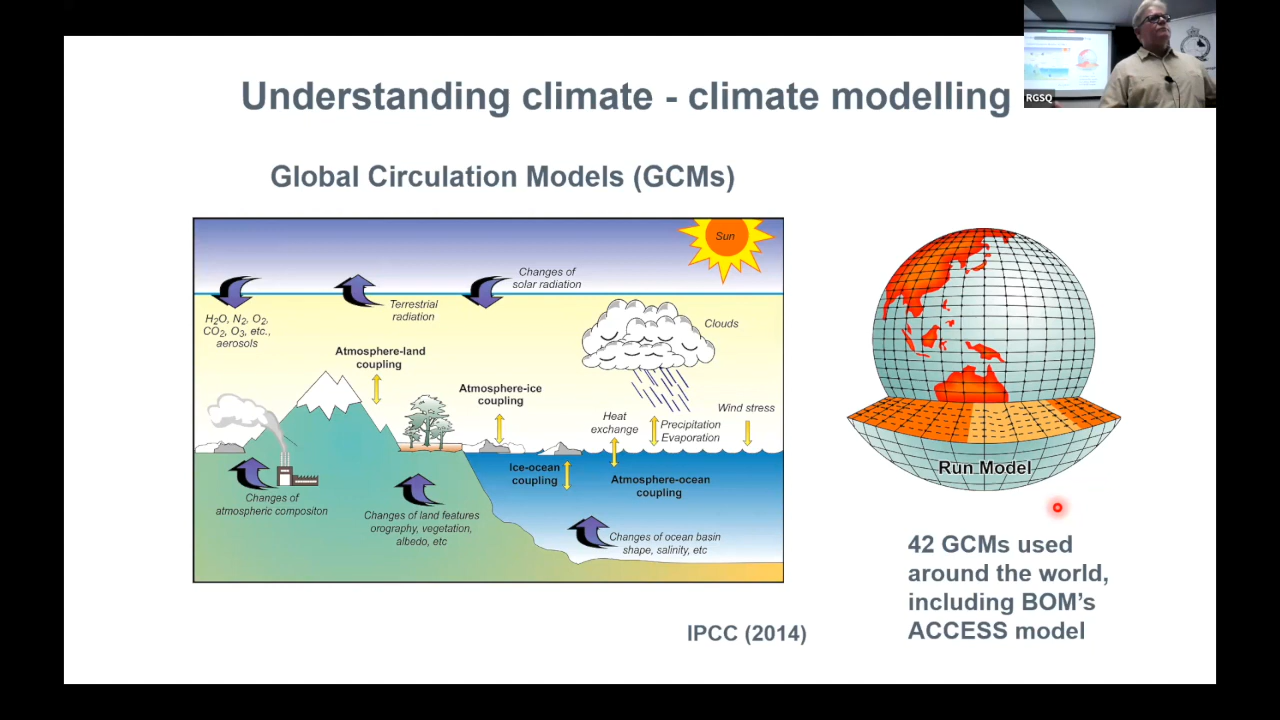 RGSQ
Understanding climate - climate modelling
Global Circulation Models (GCMs)
Sun
Changes of
solar radiation
Terrestrial
radiation
H2O, N2, O2,
CO2, O3, etc.,
aerosols
Clouds
Atmosphere-land
coupling
Atmosphere-ice
coupling
Heat
exchange
Wind stress
Precipitation
Evaporation
Ice-ocean
coupling
Atmosphere-ocean
coupling
Changes of
atmospheric compositon
Changes of land features
orography, vegetation,
albedo, etc
Changes of ocean basin
shape, salinity, etc
IPCC (2014)
Run Model
42 GCMs used
around the world,
including BOM’s
ACCESS model